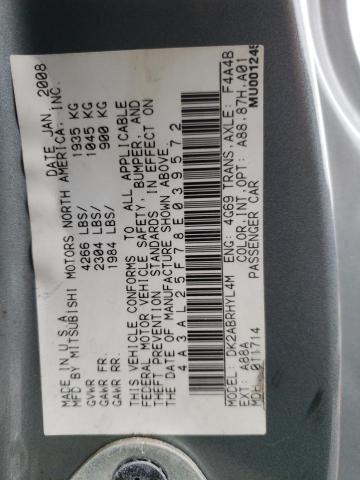 MADE IN U S A DATE JAN 2008
MFG BY MITSUBISHI MOTORS NORTH AMERICA, INC.
GVWR 4266 LBS/ 1935 KG
GAWR FR. 2304 LBS/ 1045 KG
GAWR RR. 1984 LBS/ 900 KG
THIS VEHICLE CONFORMS TO ALL APPLICABLE
FEDERAL MOTOR VEHICLE SAFETY, BUMPER, AND
THEFT PREVENTION STANDARDS IN EFFECT ON
THE DATE OF MANUFACTURE SHOWN ABOVE.
4A3AL25F78E039572
MODEL: DK2ABRHYL4M ENG: 4G69 TRANS,AXLE: F4A4B
EXT: A88A COLOR,INT,OPT: A88,87H,A01
MDH: 011714 PASSENGER CAR MU001245